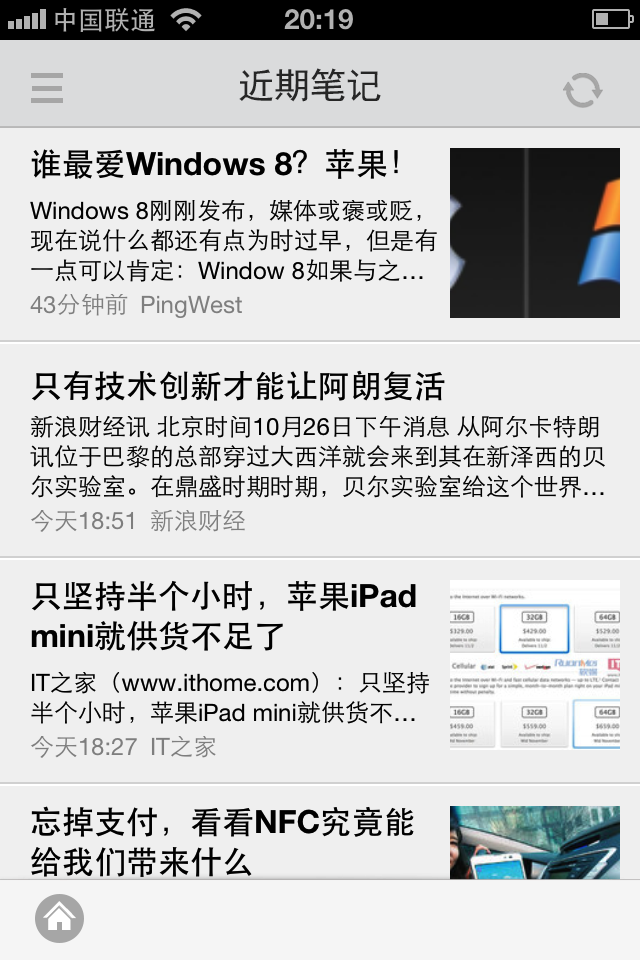 中国联通
20:19
近期笔记
谁最爱Windows 8？苹果！
Windows 8刚刚发布，媒体或褒或贬，
现在说什么都还有点为时过早，但是有
一点可以肯定：Window 8如果与之…
43分钟前 PingWest
只有技术创新才能让阿朗复活
新浪财经讯 北京时间10月26日下午消息 从阿尔卡特朗
讯位于巴黎的总部穿过大西洋就会来到其在新泽西的贝
尔实验室。在鼎盛时期时期，贝尔实验室给这个世界…
今天18:51 新浪财经
只坚持半个小时，苹果iPad
mini就供货不足了
IT之家（www.ithome.com）：只坚持
半个小时，苹果iPad mini就供货不…
今天18:27 IT之家
the Internet over Wi-Fi networks.
16GB 32GB 64GB
$329.00 $429.00 $529.00
Cellular
16GB 32GB 64GB
$459.00 $559.00 $659.00
忘掉支付，看看NFC究竟能
给我们带来什么